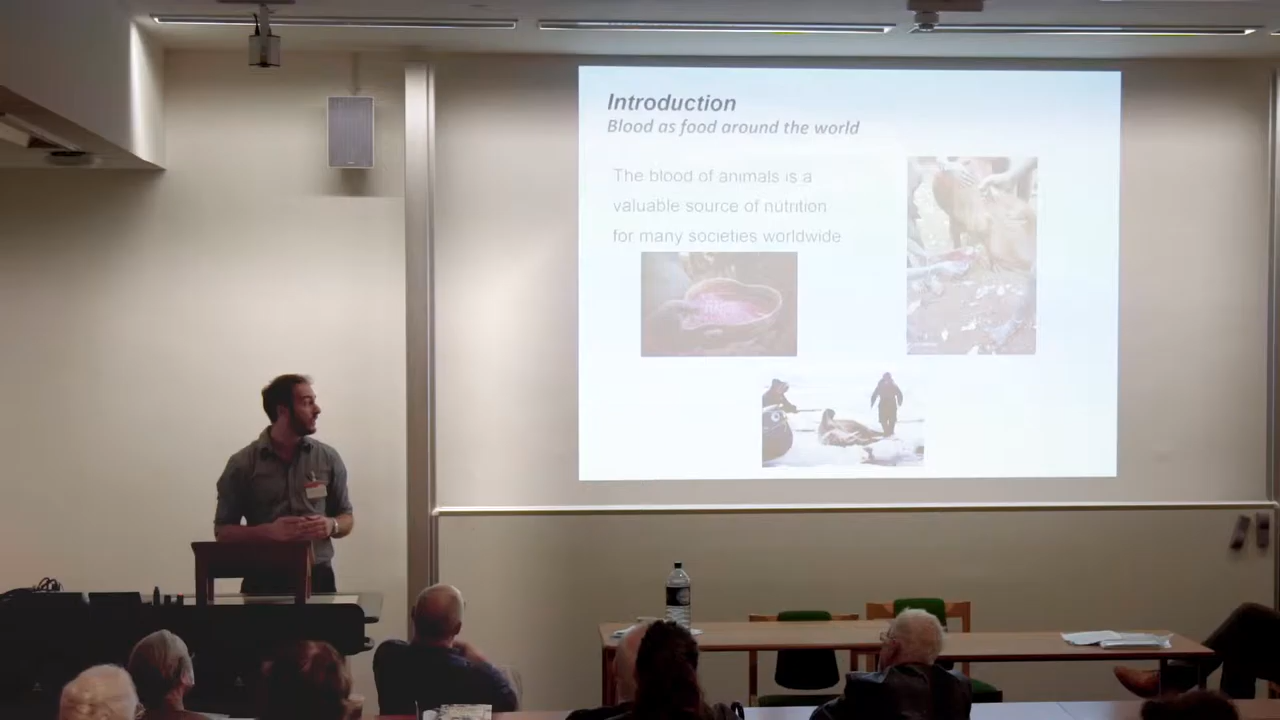 Introduction
Blood as food around the world
The blood of animals is a
valuable source of nutrition
for many societies worldwide